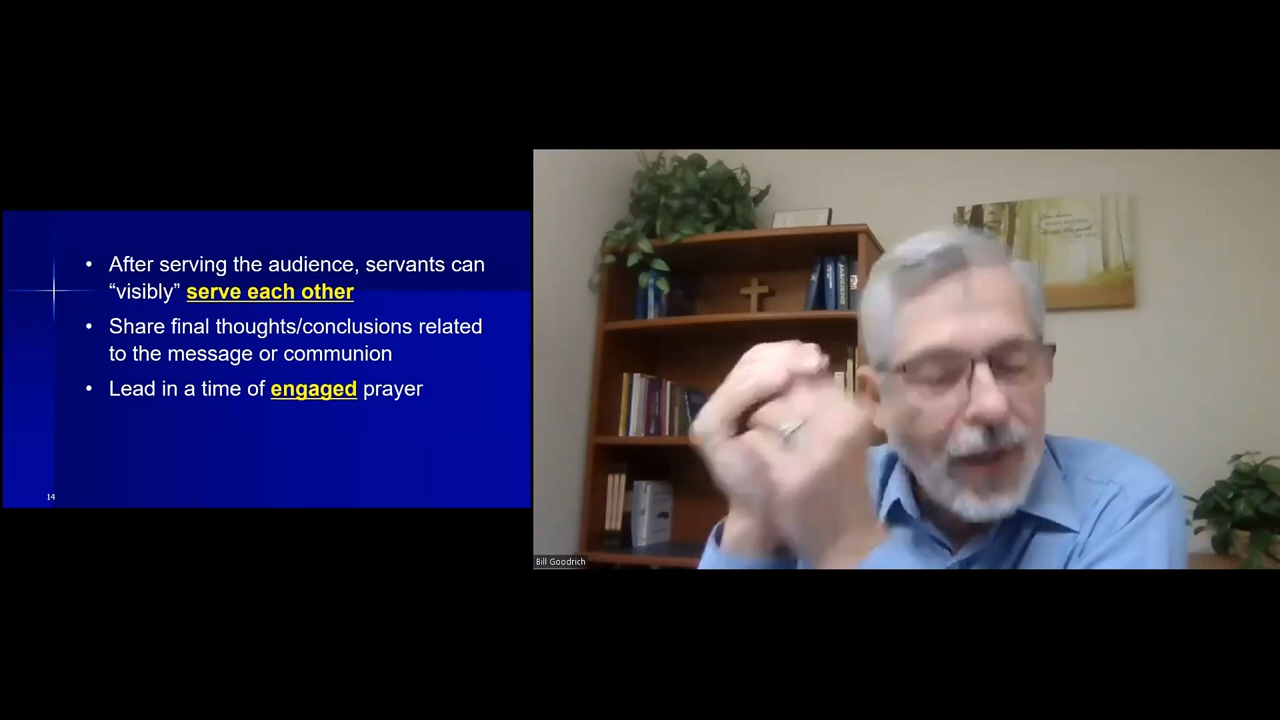 • After serving the audience, servants can
“visibly” serve each other
• Share final thoughts/conclusions related
to the message or communion
• Lead in a time of engaged prayer
14
Bill Goodrich